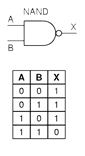 NAND
A
X
B
A B X
0 0 1
0 1 1
1 0 1
1 1 0